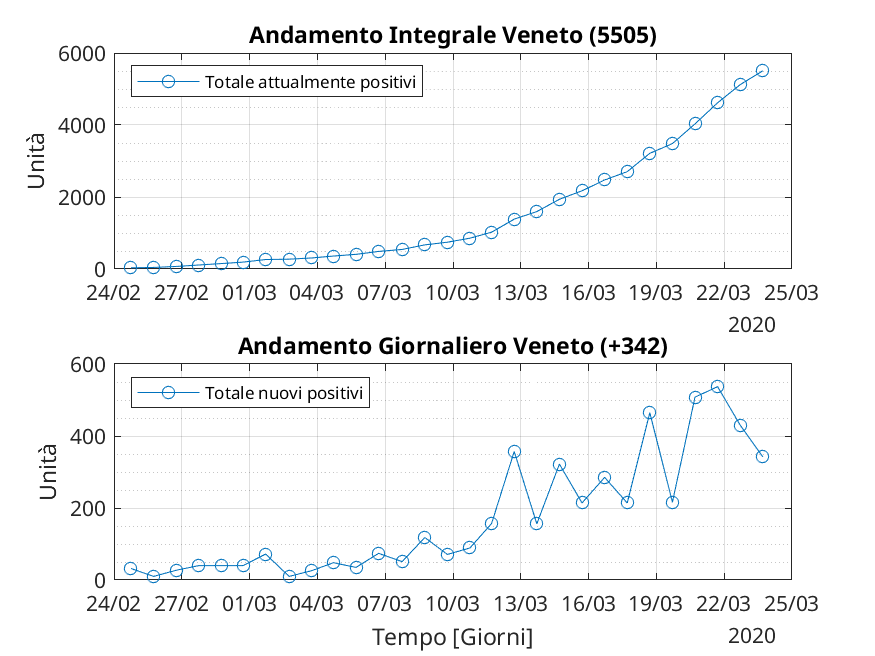 Andamento Integrale Veneto (5505)
6000
4000
2000
0
Unità
Totale attualmente positivi
24/02 27/02 01/03 04/03 07/03 10/03 13/03 16/03 19/03 22/03 25/03
2020
Andamento Giornaliero Veneto (+342)
600
400
200
0
Unità
Totale nuovi positivi
24/02 27/02 01/03 04/03 07/03 10/03 13/03 16/03 19/03 22/03 25/03
Tempo [Giorni]
2020